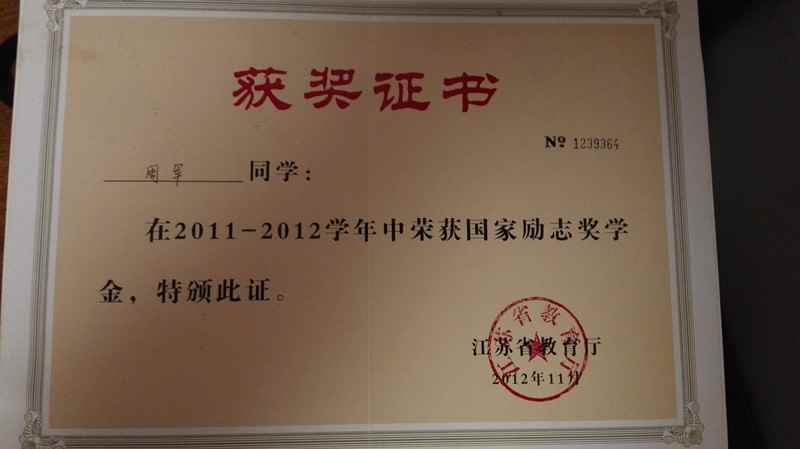 获奖证书
№ 1239364
周军 同学：
在2011-2012学年中荣获国家励志奖学
金，特颁此证。
江苏省教育厅
江苏省教育厅
2012年11月